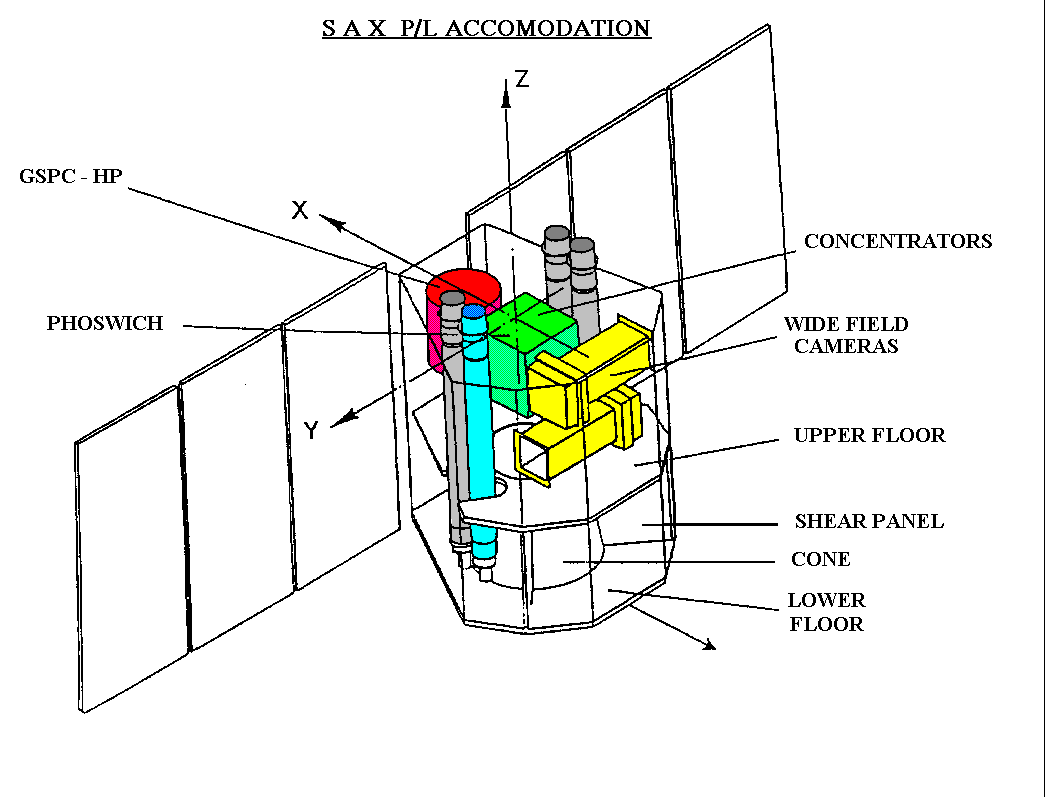 S A X P/L ACCOMODATION
Z
GSPC - HP
X
CONCENTRATORS
PHOSWICH
WIDE FIELD
CAMERAS
Y
UPPER FLOOR
SHEAR PANEL
CONE
LOWER
FLOOR